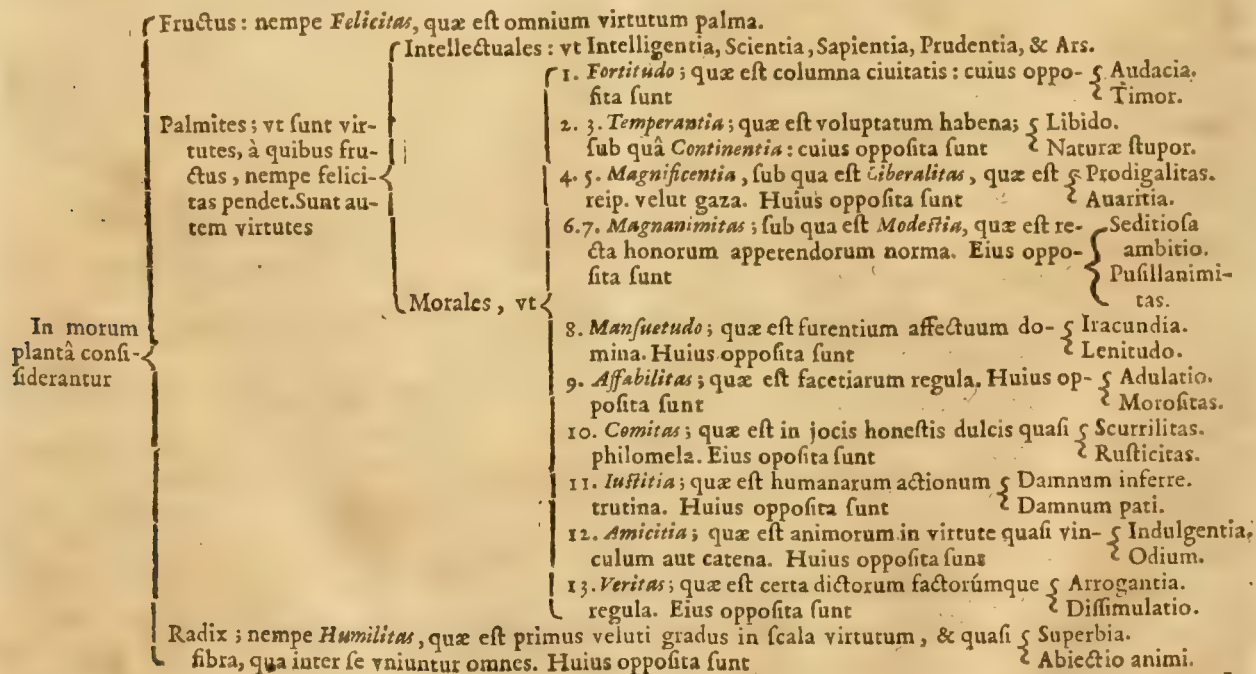 Fructus : nempe Felicitas, quæ eſt omnium virtutum palma.
Intellectuales : vt Intelligentia, Scientia, Sapientia, Prudentia, & Ars.
Palmites ; vt ſunt vir-
tutes, à quibus fru-
ctus, nempe felici-
tas pendet. Sunt au-
tem virtutes
1. Fortitudo ; quæ eſt columna ciuitatis : cuius oppo-
ſita ſunt
Audacia.
Timor.
2. 3. Temperantia ; quæ eſt voluptatum habena;
ſub quâ Continentia : cuius oppoſita ſunt
Libido.
Naturæ ſtupor.
4. 5. Magnificentia, ſub qua eſt Liberalitas, quæ eſt
reip. velut gaza. Huius oppoſita ſunt
Prodigalitas.
Auaritia.
6. 7. Magnanimitas ; ſub qua eſt Modeſtia, quæ eſt re-
cta honorum appetendorum norma. Eius oppo-
ſita ſunt
Seditioſa
ambitio.
Puſillanimi-
tas.
Morales, vt
In morum
plantâ conſi-
ſiderantur
8. Manſuetudo ; quæ eſt furentium affectuum do-
mina. Huius oppoſita ſunt
Iracundia.
Lenitudo.
9. Affabilitas ; quæ eſt facetiarum regula. Huius op-
poſita ſunt
Adulatio.
Moroſitas.
10. Comitas ; quæ eſt in jocis honeſtis dulcis quaſi
philomela. Eius opoſita ſunt
Scurrilitas.
Ruſticitas.
11. Iuſtitia ; quæ eſt humanarum actionum
trutina. Huius oppoſita ſunt
Damnum inferre.
Damnum pati.
12. Amicitia ; quæ eſt animorum in virtute quaſi vin-
culum aut catena. Huius oppoſita ſuns
Indulgentia.
Odium.
13. Veritas ; quæ eſt certa dictorum factorúmque
regula. Eius oppoſita ſunt
Arrogantia.
Diſſimulatio.
Radix ; nempe Humilitas, quæ eſt primus veluti gradus in ſcala virtutum, & quaſi
fibra, qua inter ſe vniuntur omnes. Huius oppoſita ſunt
Superbia.
Abiectio animi.